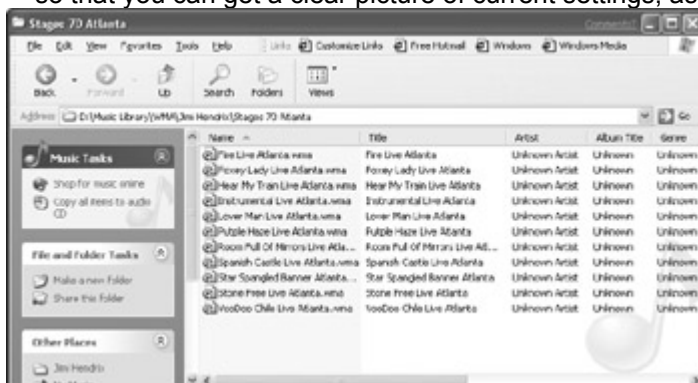 so that you can get a clear picture of current settings, as
Stages 70 Atlanta Comments?
File Edit View Favorites Tools Help Links Customize Links Free Hotmail Windows Windows Media
Back Forward Up Search Folders Views
Address D:\Music Library\WMA\Jim Hendrix\Stages 70 Atlanta Go
Name Title Artist Album Title Genre
Music Tasks
Shop for music online
Copy all items to audio CD
File and Folder Tasks
Make a new folder
Share this folder
Other Places
Jimi Hendrix
Fire Live Atlanta.wma Fire Live Atlanta Unknown Artist Unknown Unknown
Foxey Lady Live Atlanta.wma Foxey Lady Live Atlanta Unknown Artist Unknown Unknown
Hear My Train Live Atlanta.wma Hear My Train Live Atlanta Unknown Artist Unknown Unknown
Instrumental Live Atlanta.wma Instrumental Live Atlanta Unknown Artist Unknown Unknown
Lover Man Live Atlanta.wma Lover Man Live Atlanta Unknown Artist Unknown Unknown
Purple Haze Live Atlanta.wma Purple Haze Live Atlanta Unknown Artist Unknown Unknown
Room Full Of Mirrors Live Atla... Room Full Of Mirrors Live Atl... Unknown Artist Unknown Unknown
Spanish Castle Live Atlanta.wma Spanish Castle Live Atlanta Unknown Artist Unknown Unknown
Star Spangled Banner Atlanta.... Star Spangled Banner Atlanta Unknown Artist Unknown Unknown
Stone Free Live Atlanta.wma Stone Free Live Atlanta Unknown Artist Unknown Unknown
VooDoo Chile Live Atlanta.wma VooDoo Chile Live Atlanta Unknown Artist Unknown Unknown